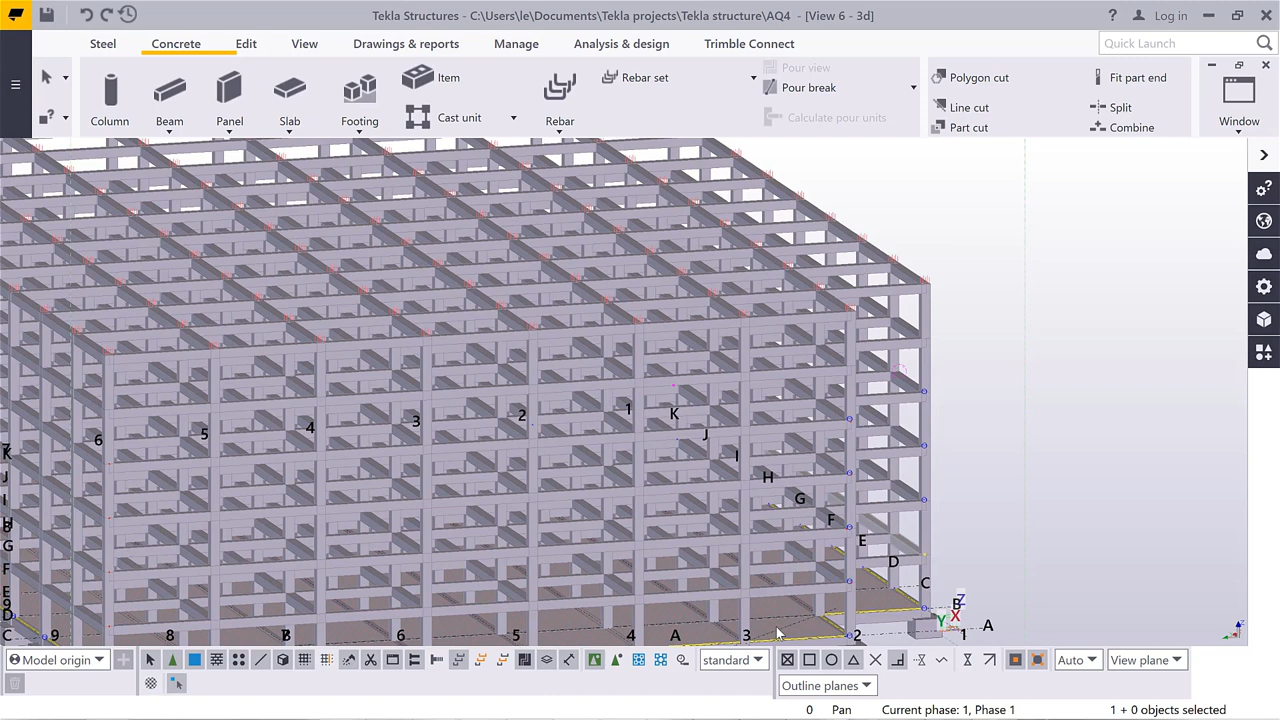 Tekla Structures - C:\Users\le\Documents\Tekla projects\Tekla structure\AQ4 - [View 6 - 3d]
? Log in
Steel Concrete Edit View Drawings & reports Manage Analysis & design Trimble Connect Quick Launch
Pour view
Item Rebar set Polygon cut Fit part end
Pour break
Line cut Split
Cast unit Calculate pour units
Column Beam Panel Slab Footing Rebar Part cut Combine Window
1
2 K
3
4 J
5
6 I
7
K
H
J
G
I
F
H
E
G
D
F
C
E
B
9
D
X
Y
Z
A
C 9 8 7 B 6 5 4 A 3 2 1
Model origin standard Auto View plane
Outline planes
0 Pan Current phase: 1, Phase 1 1 + 0 objects selected